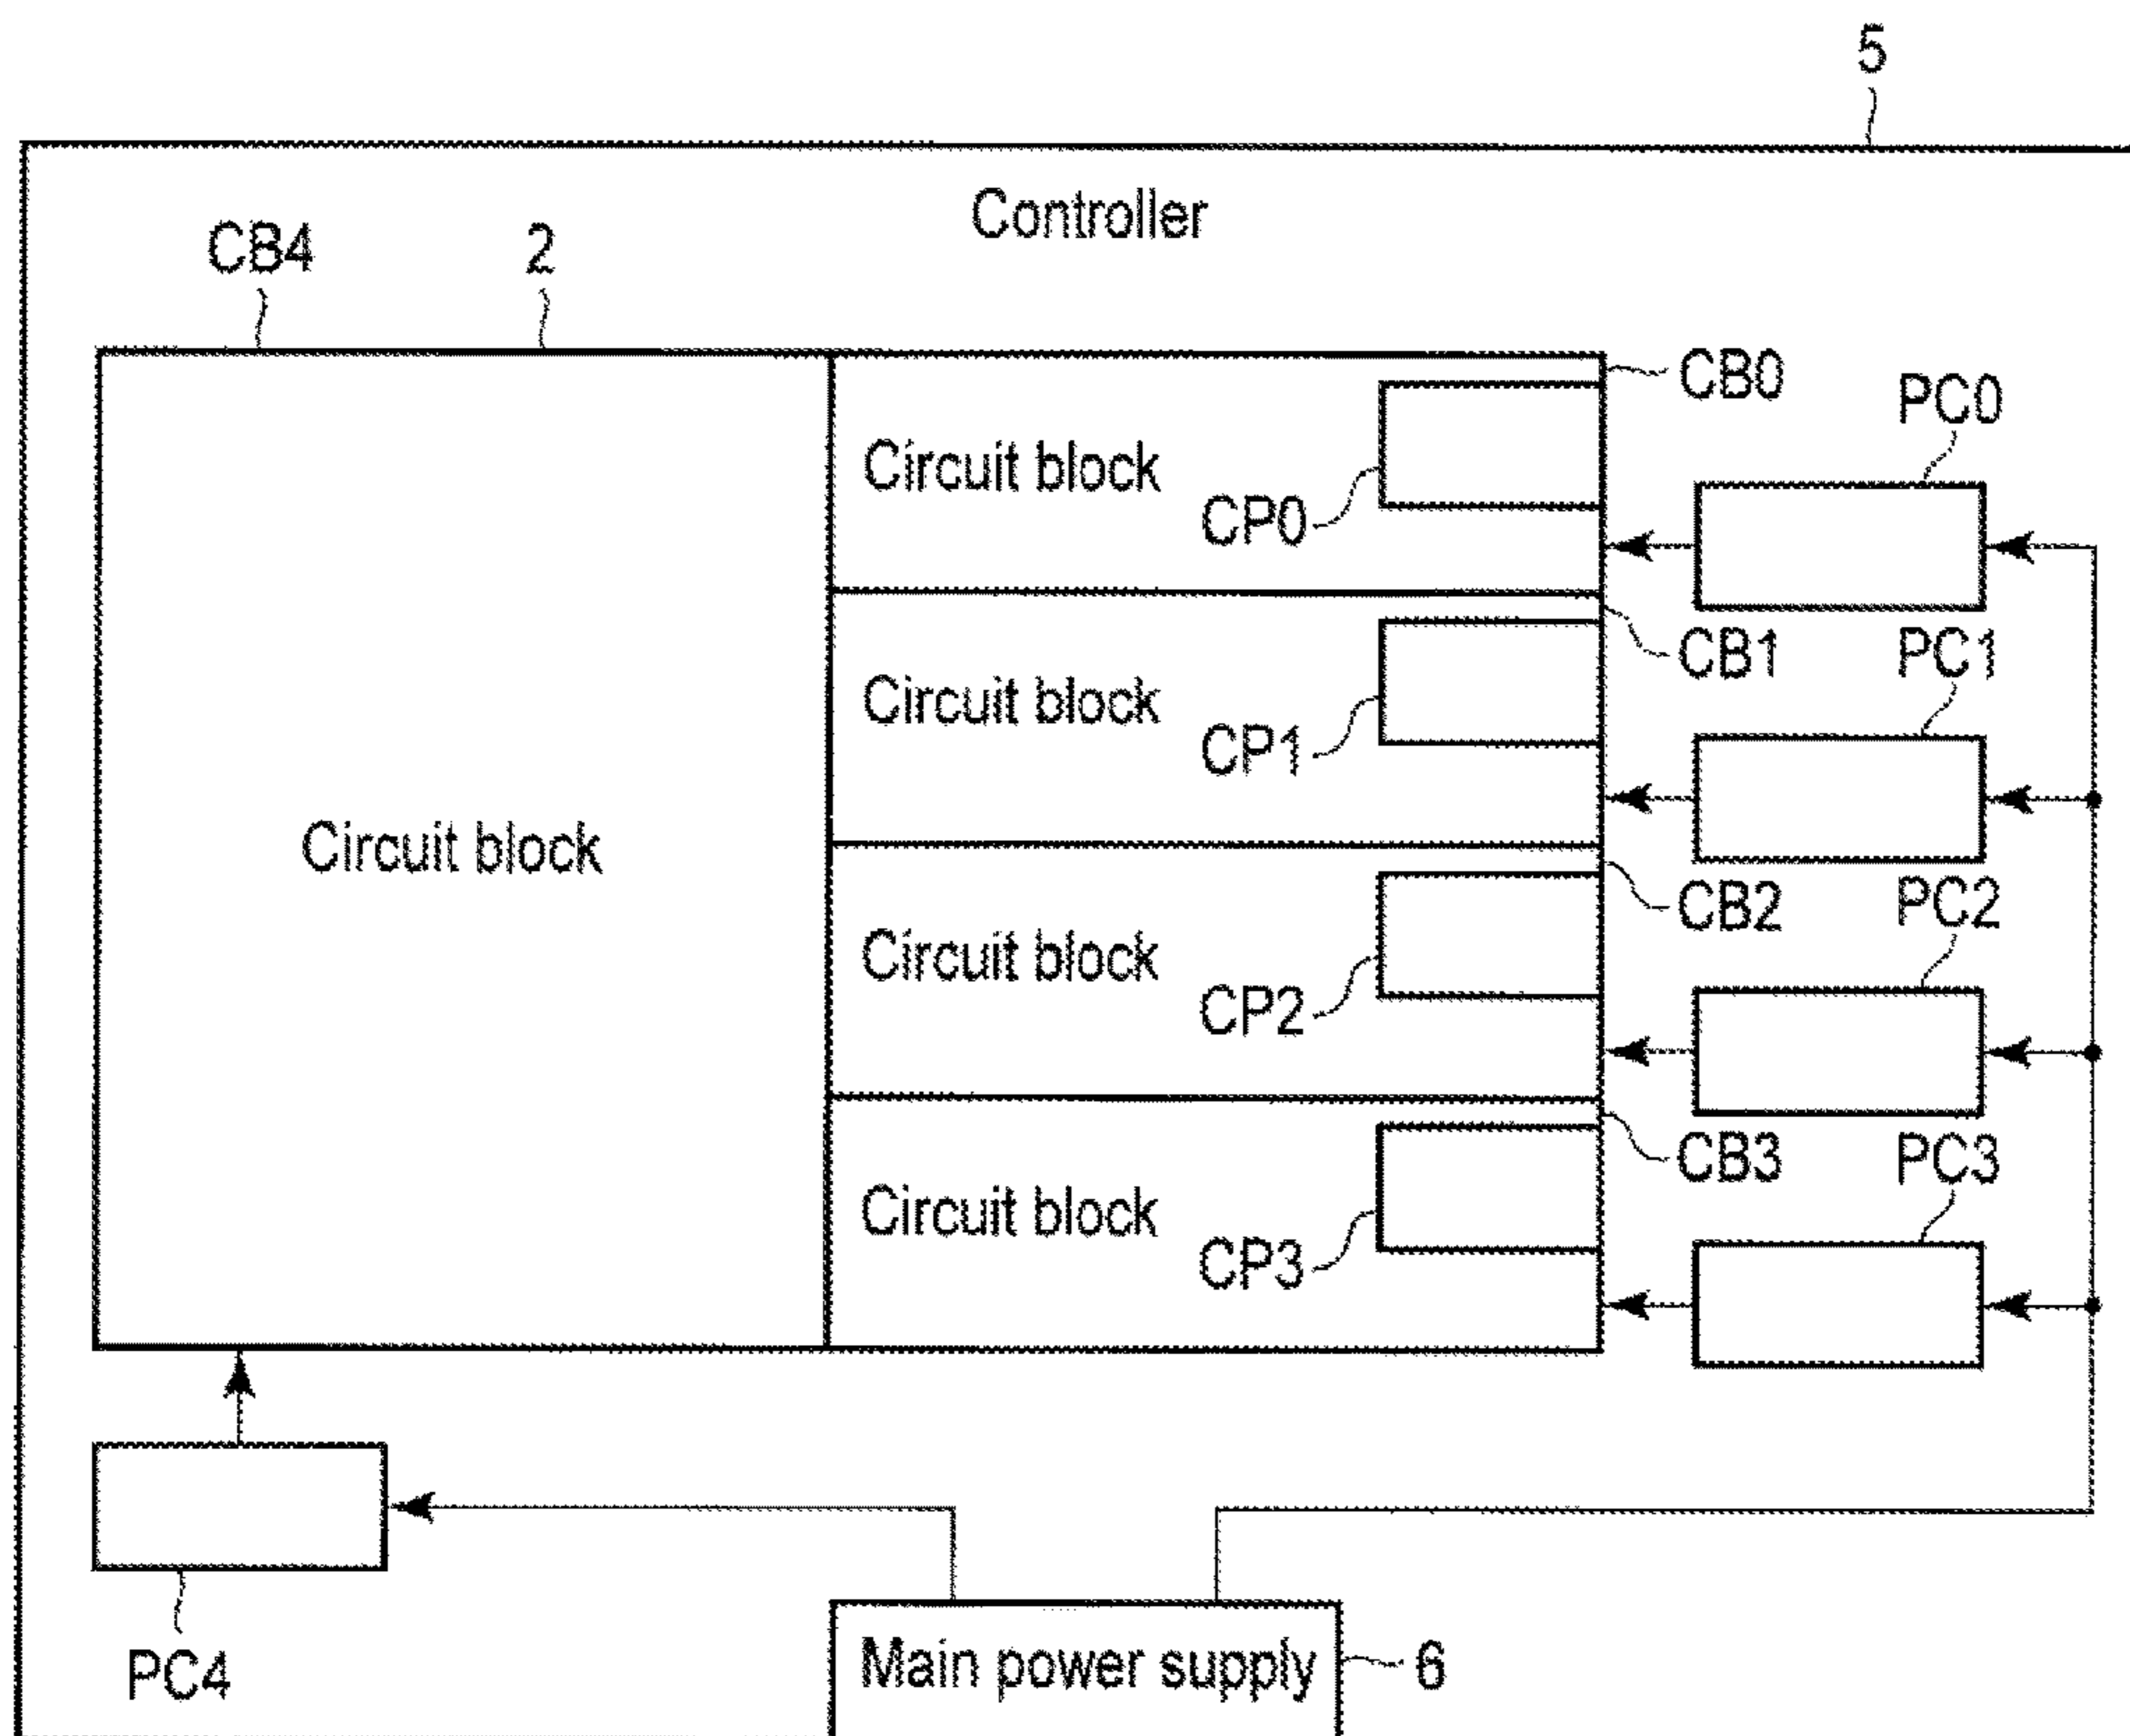 5
Controller
CB4
2
CB0
PC0
Circuit block
CP0
CB1
PC1
Circuit block
CP1
Circuit block
CB2
PC2
Circuit block
CP2
CB3
PC3
Circuit block
CP3
PC4
Main power supply
6